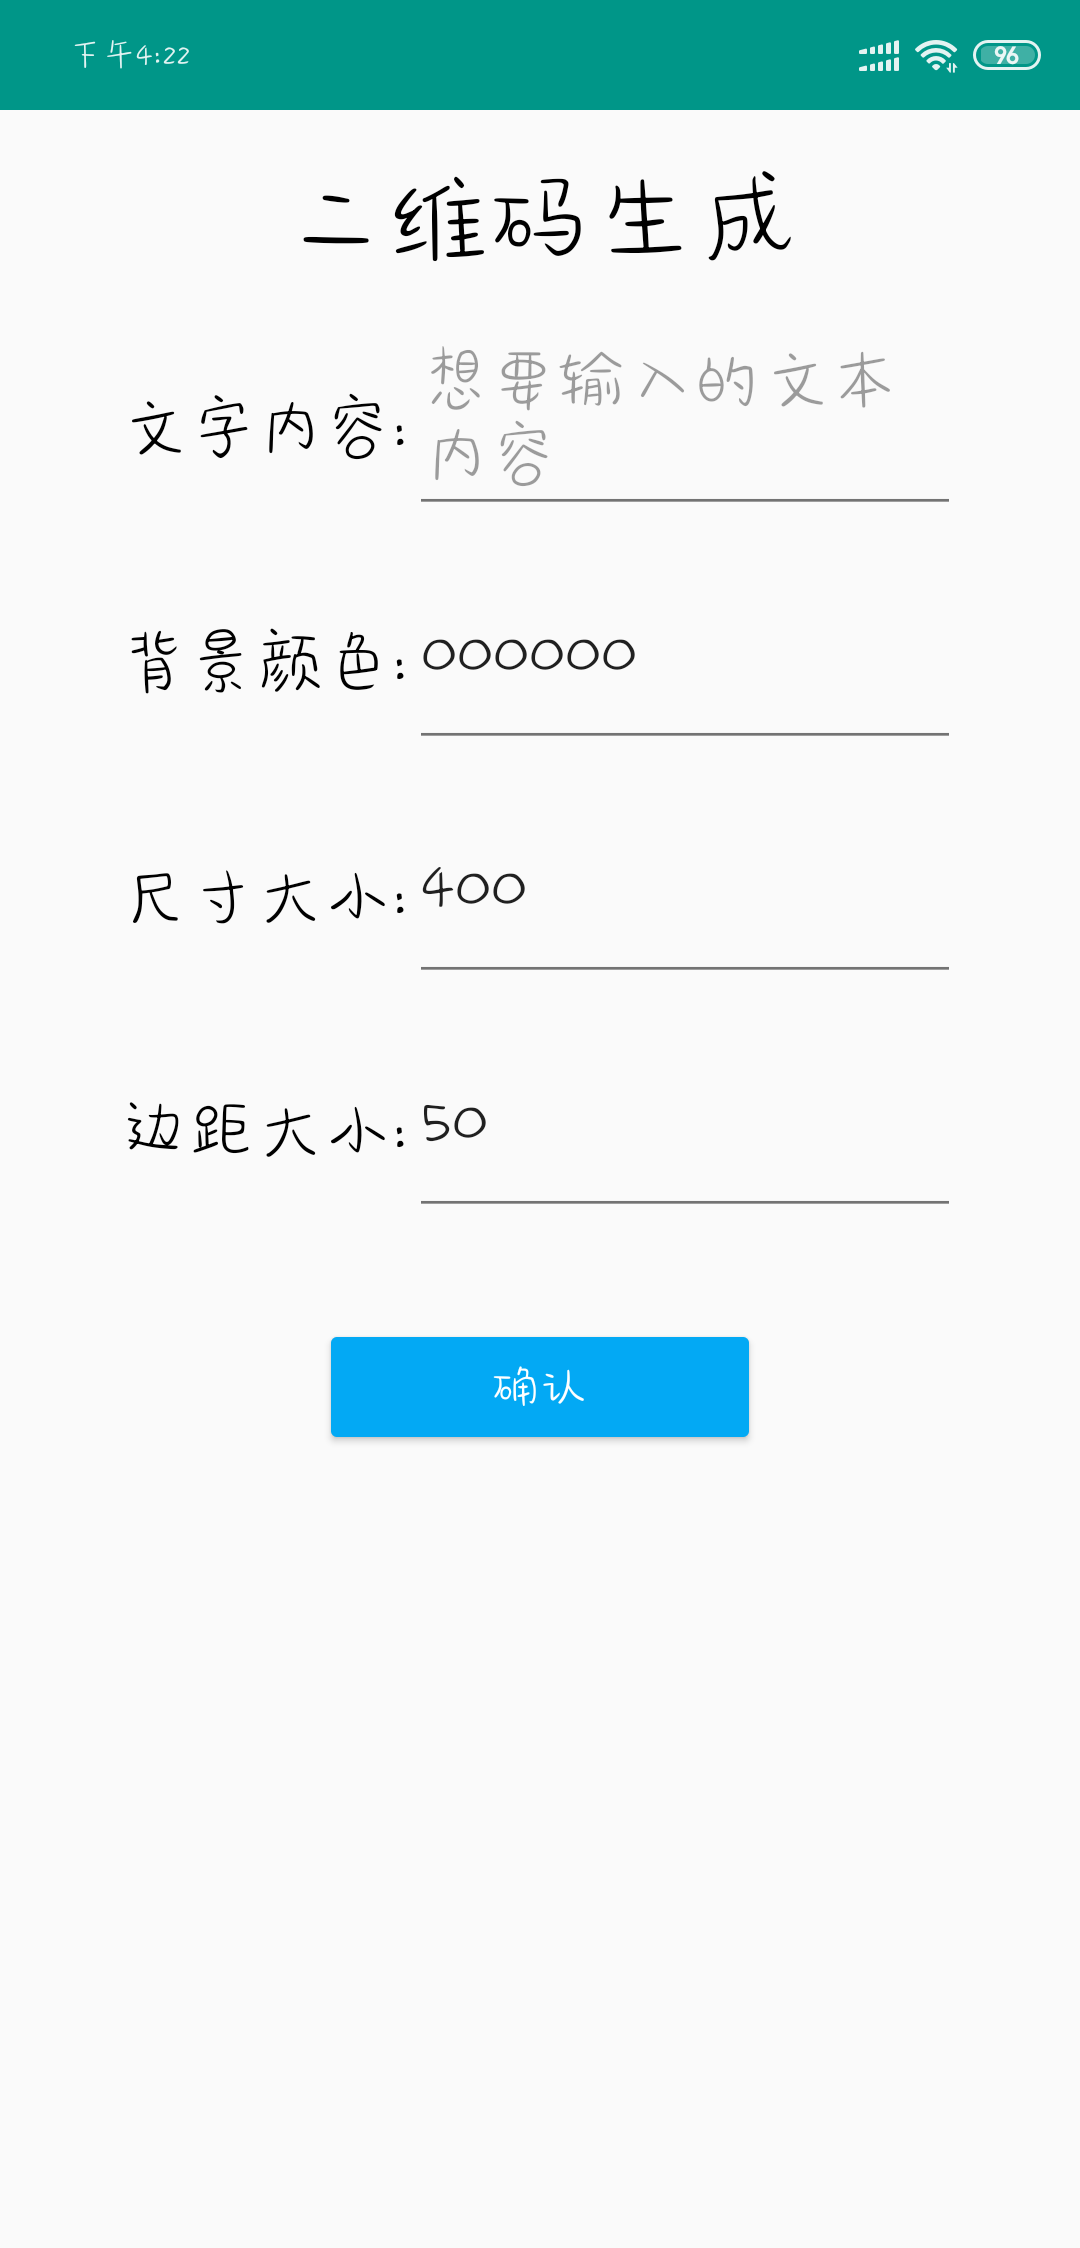 下午4:22
96
二维码生成
文字内容:
想要输入的文本
内容
背景颜色:
000000
尺寸大小:
400
边距大小:
50
确认